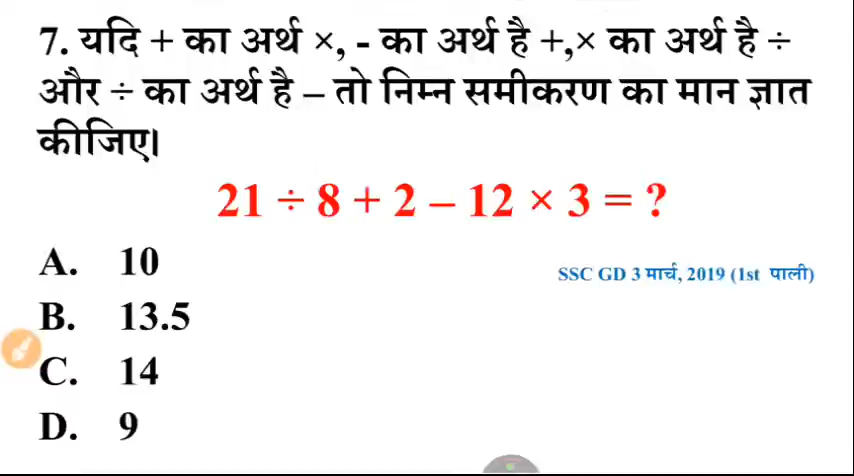 7. यदि + का अर्थ ×, - का अर्थ है +,× का अर्थ है ÷
और ÷ का अर्थ है – तो निम्न समीकरण का मान ज्ञात
कीजिए।
21 ÷ 8 + 2 – 12 × 3 = ?
A. 10
SSC GD 3 मार्च, 2019 (1st पाली)
B. 13.5
C. 14
D. 9